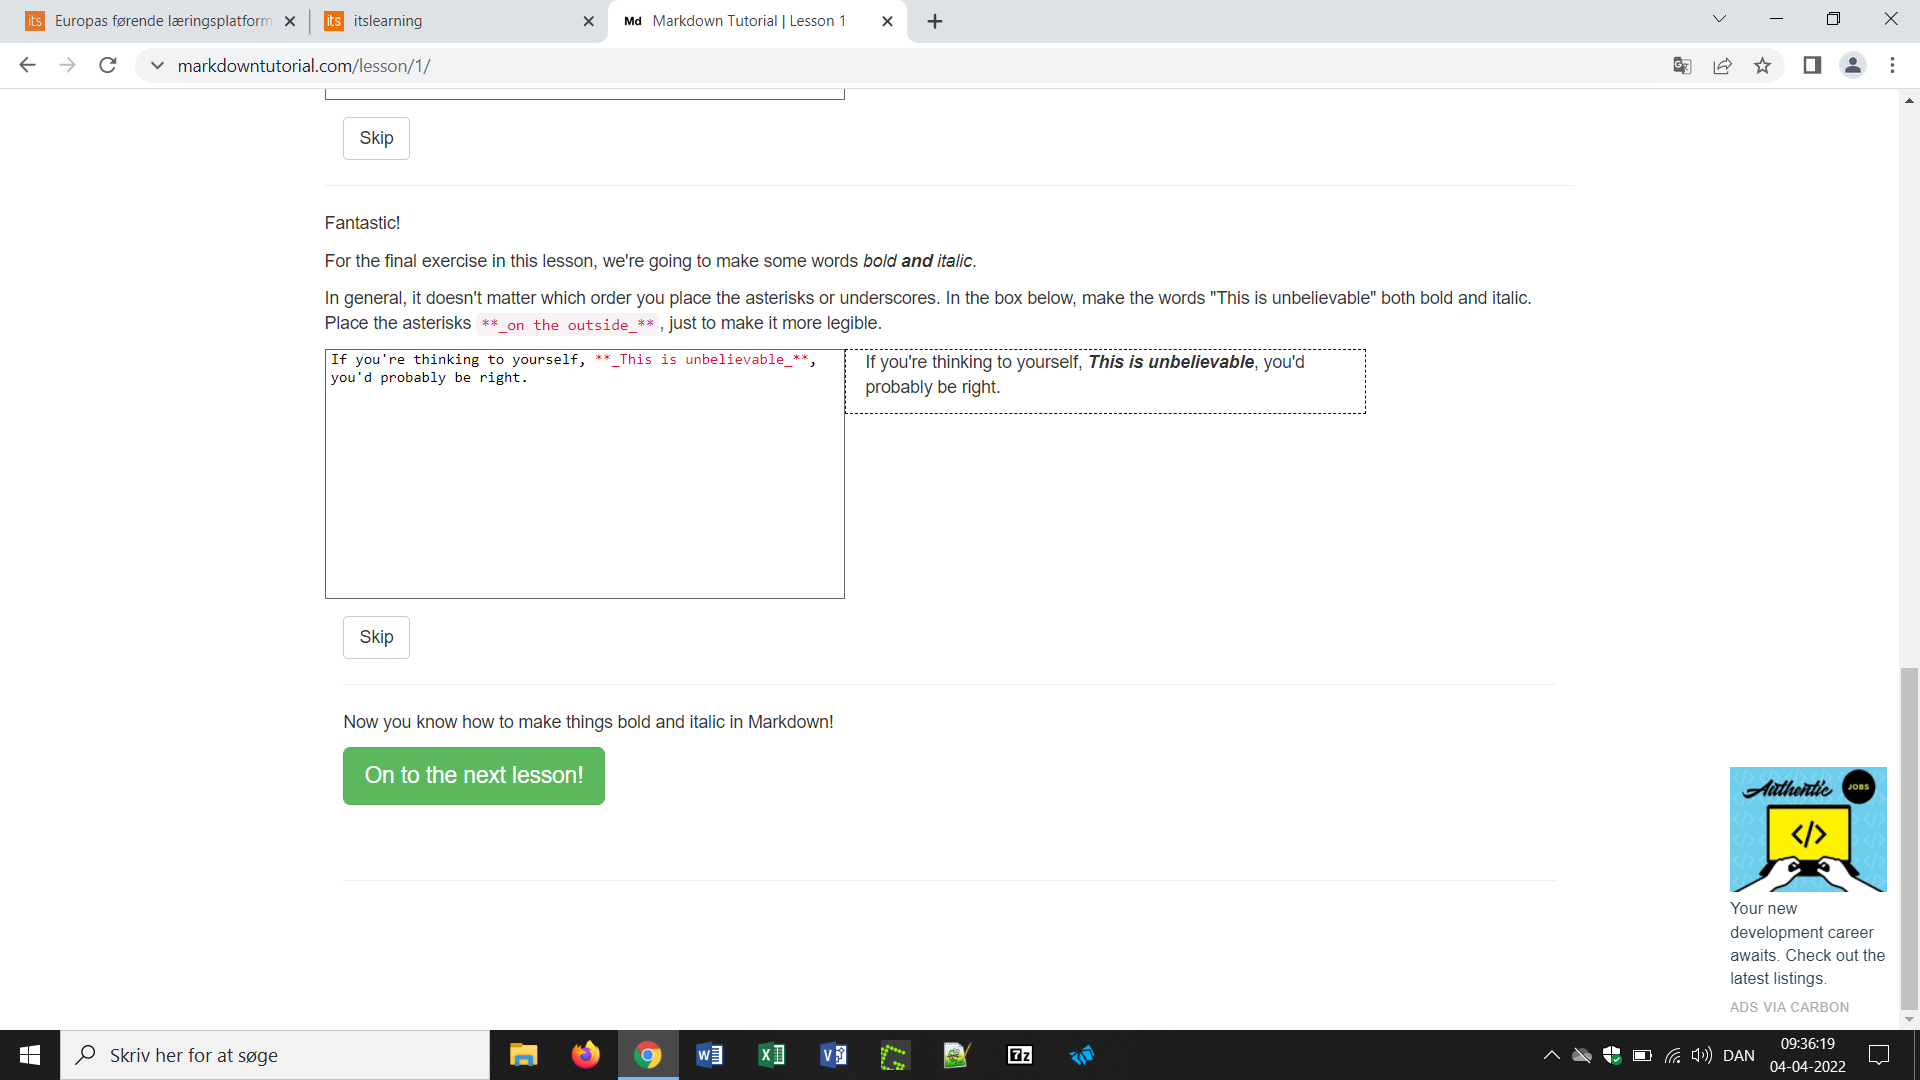 its Europas førende læringsplatform
its itslearning
Md Markdown Tutorial | Lesson 1
markdowntutorial.com/lesson/1/
Skip
Fantastic!
For the final exercise in this lesson, we're going to make some words bold and italic.
In general, it doesn't matter which order you place the asterisks or underscores. In the box below, make the words "This is unbelievable" both bold and italic.
Place the asterisks **_on the outside_**, just to make it more legible.
If you're thinking to yourself, **_This is unbelievable_**,
you'd probably be right.
If you're thinking to yourself, This is unbelievable, you'd
probably be right.
Skip
Now you know how to make things bold and italic in Markdown!
On to the next lesson!
Authentic JOBS
</>
Your new
development career
awaits. Check out the
latest listings.
ADS VIA CARBON
Skriv her for at søge
7z
DAN
09:36:19
04-04-2022